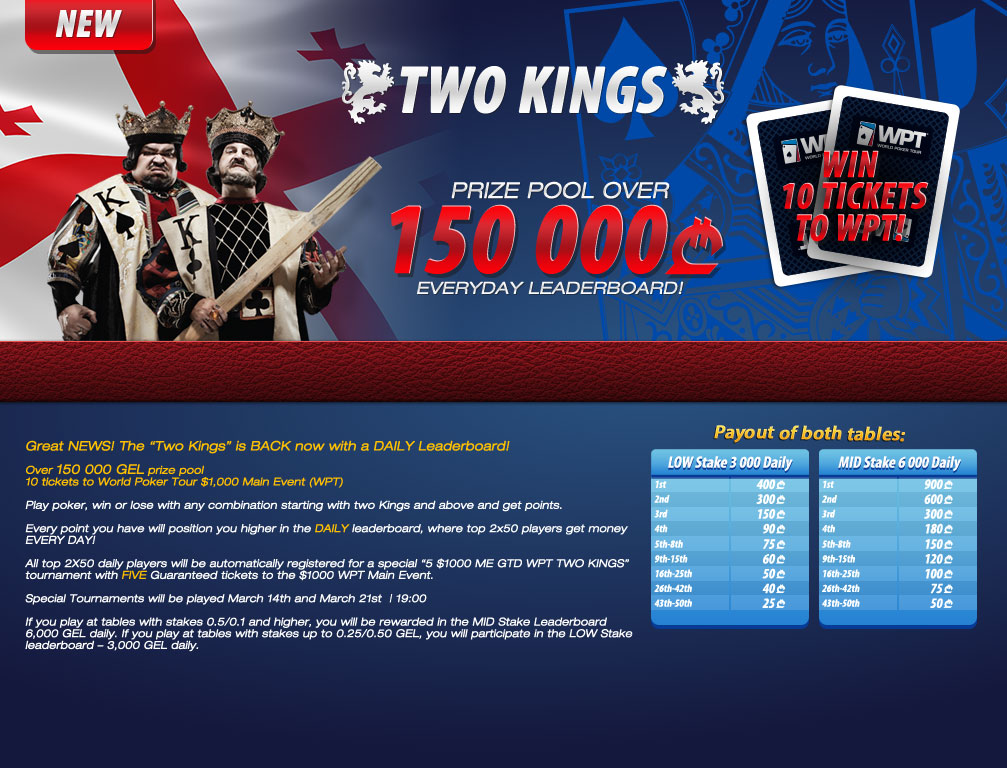 NEW
TWO KINGS
PRIZE POOL OVER
150 000₾
EVERYDAY LEADERBOARD!
WPT
WORLD POKER TOUR
WIN
10 TICKETS
TO WPT!
K
K
Great NEWS! The “Two Kings” is BACK now with a DAILY Leaderboard!
Over 150 000 GEL prize pool
10 tickets to World Poker Tour $1,000 Main Event (WPT)
Play poker, win or lose with any combination starting with two Kings and above and get points.
Every point you have will position you higher in the DAILY leaderboard, where top 2x50 players get money
EVERY DAY!
All top 2X50 daily players will be automatically registered for a special “5 $1000 ME GTD WPT TWO KINGS”
tournament with FIVE Guaranteed tickets to the $1000 WPT Main Event.
Special Tournaments will be played March 14th and March 21st | 19:00
If you play at tables with stakes 0.5/0.1 and higher, you will be rewarded in the MID Stake Leaderboard
6,000 GEL daily. If you play at tables with stakes up to 0.25/0.50 GEL, you will participate in the LOW Stake
leaderboard – 3,000 GEL daily.
Payout of both tables:
LOW Stake 3 000 Daily
1st 400₾
2nd 300₾
3rd 150₾
4th 90₾
5th-8th 75₾
9th-15th 60₾
16th-25th 50₾
26th-42th 40₾
43th-50th 25₾
MID Stake 6 000 Daily
1st 900₾
2nd 600₾
3rd 300₾
4th 180₾
5th-8th 150₾
9th-15th 120₾
16th-25th 100₾
26th-42th 75₾
43th-50th 50₾